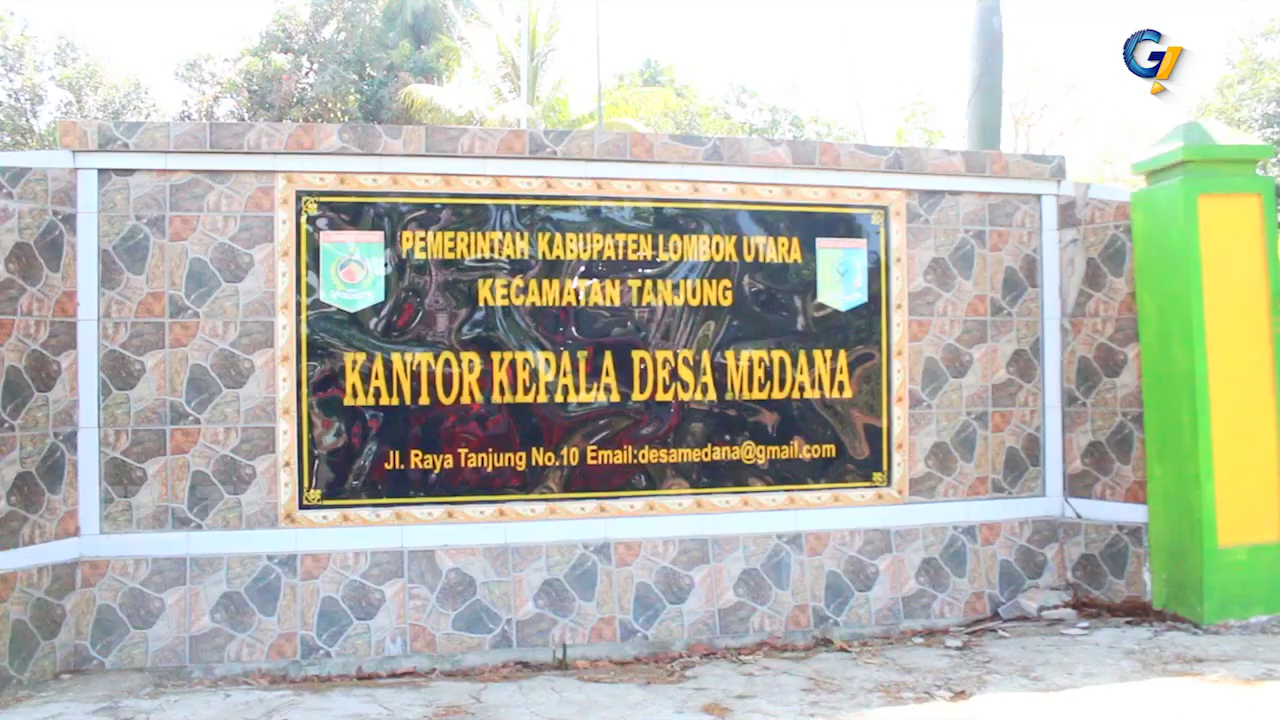 G!
PEMERINTAH KABUPATEN LOMBOK UTARA
KECAMATAN TANJUNG
KANTOR KEPALA DESA MEDANA
Jl. Raya Tanjung No.10 Email:desamedana@gmail.com